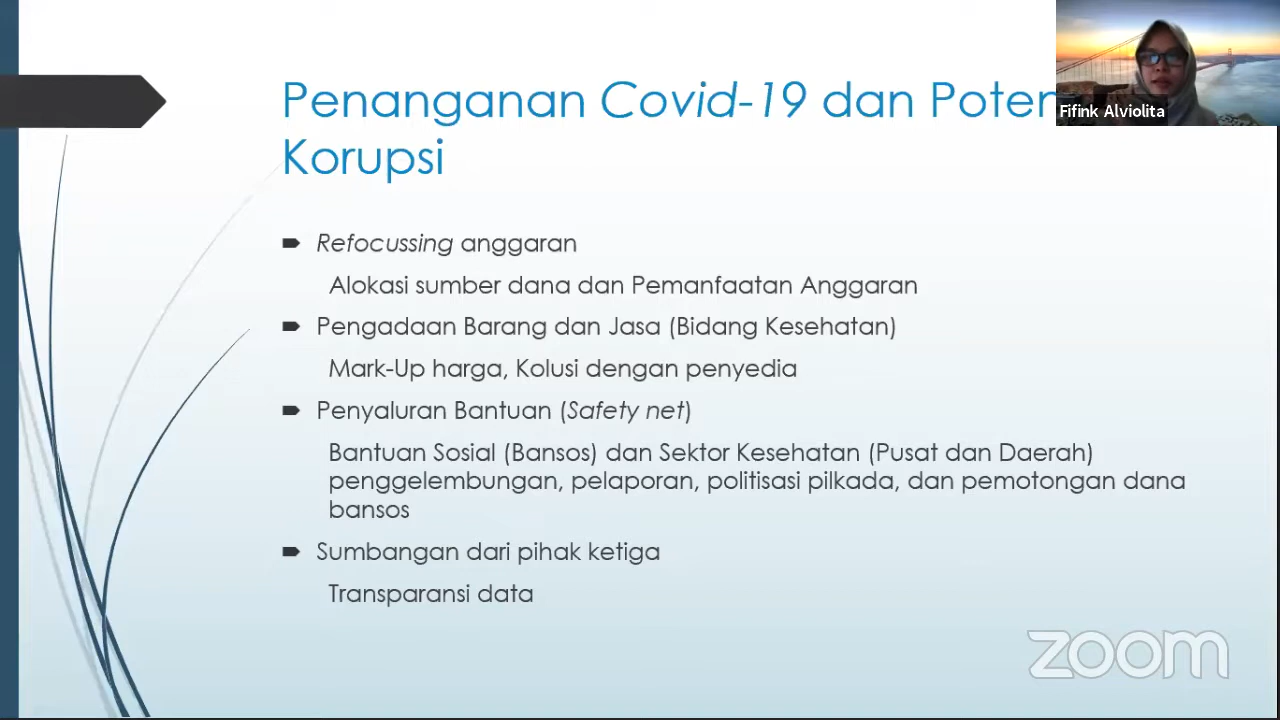 Penanganan Covid-19 dan Poten
Korupsi
Fifink Alviolita
Refocussing anggaran
Alokasi sumber dana dan Pemanfaatan Anggaran
Pengadaan Barang dan Jasa (Bidang Kesehatan)
Mark-Up harga, Kolusi dengan penyedia
Penyaluran Bantuan (Safety net)
Bantuan Sosial (Bansos) dan Sektor Kesehatan (Pusat dan Daerah)
penggelembungan, pelaporan, politisasi pilkada, dan pemotongan dana
bansos
Sumbangan dari pihak ketiga
Transparansi data
zoom